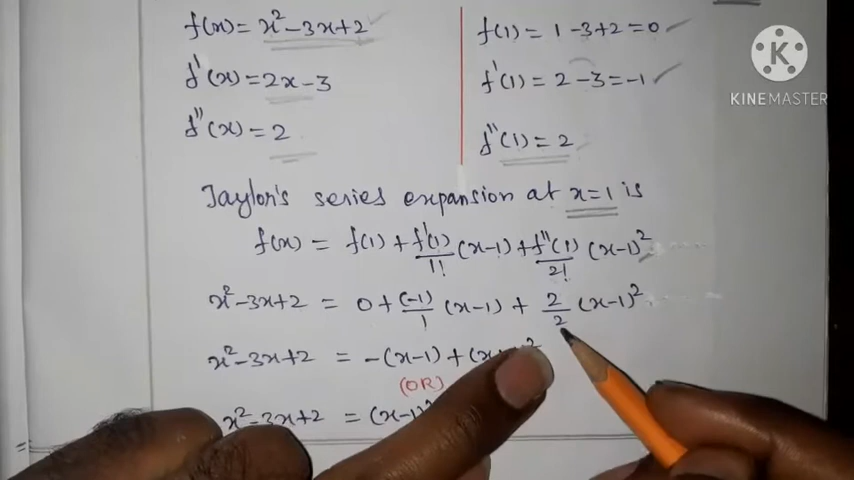 f(x) = x² - 3x + 2
f'(x) = 2x - 3
f''(x) = 2
f(1) = 1 - 3 + 2 = 0
f'(1) = 2 - 3 = -1
f''(1) = 2
KINEMASTER
Taylor's series expansion at x = 1 is
f(x) = f(1) + f'(1)/1! (x-1) + f''(1)/2! (x-1)² ......
x² - 3x + 2 = 0 + (-1)/1 (x-1) + 2/2 (x-1)² ......
x² - 3x + 2 = -(x-1) +
(OR)
x² - 3x + 2 = (x-1)²